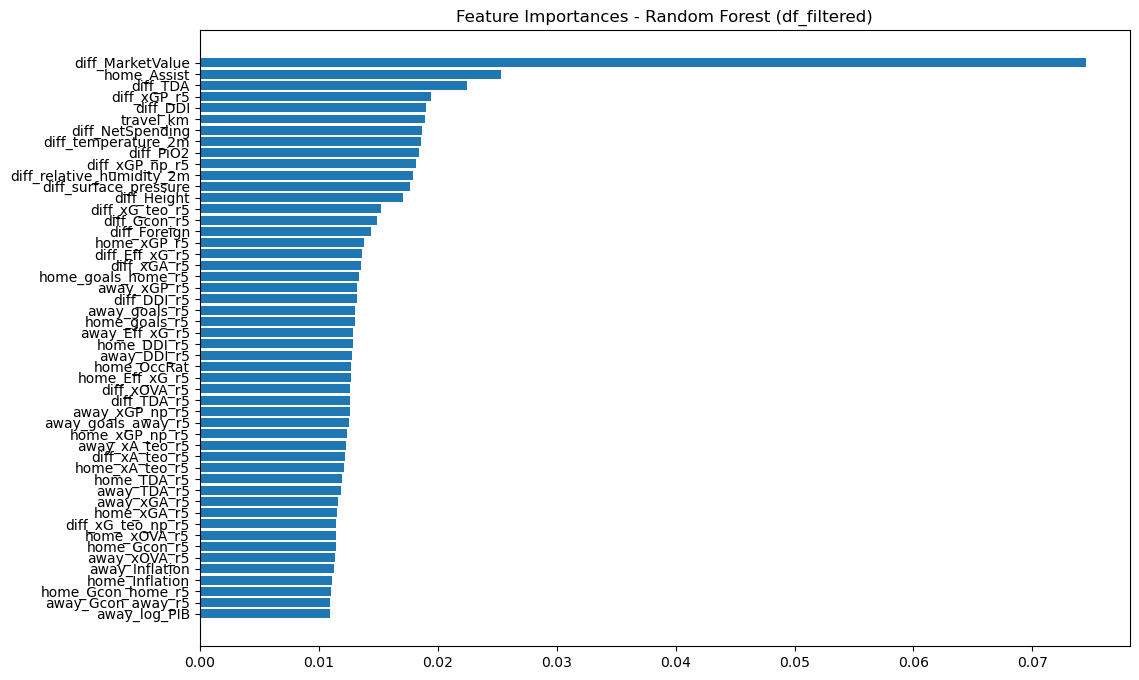 Feature Importances - Random Forest (df_filtered)
diff_MarketValue
home_Assist
diff_TDA
diff_xGP_r5
diff_DDI
travel_km
diff_NetSpending
diff_temperature_2m
diff_PiO2
diff_xGP_np_r5
diff_relative_humidity_2m
diff_surface_pressure
diff_Height
diff_xG_teo_r5
diff_Gcon_r5
diff_Foreign
home_xGP_r5
diff_Eff_xG_r5
diff_xGA_r5
home_goals_home_r5
away_xGP_r5
diff_DDI_r5
away_goals_r5
home_goals_r5
away_Eff_xG_r5
home_DDI_r5
away_DDI_r5
home_OccRat
home_Eff_xG_r5
diff_xOVA_r5
diff_TDA_r5
away_xGP_np_r5
away_goals_away_r5
home_xGP_np_r5
away_xA_teo_r5
diff_xA_teo_r5
home_xA_teo_r5
home_TDA_r5
away_TDA_r5
away_xGA_r5
home_xGA_r5
diff_xG_teo_np_r5
home_xOVA_r5
home_Gcon_r5
away_xOVA_r5
away_Inflation
home_Inflation
home_Gcon_home_r5
away_Gcon_away_r5
away_log_PIB
0.00 0.01 0.02 0.03 0.04 0.05 0.06 0.07